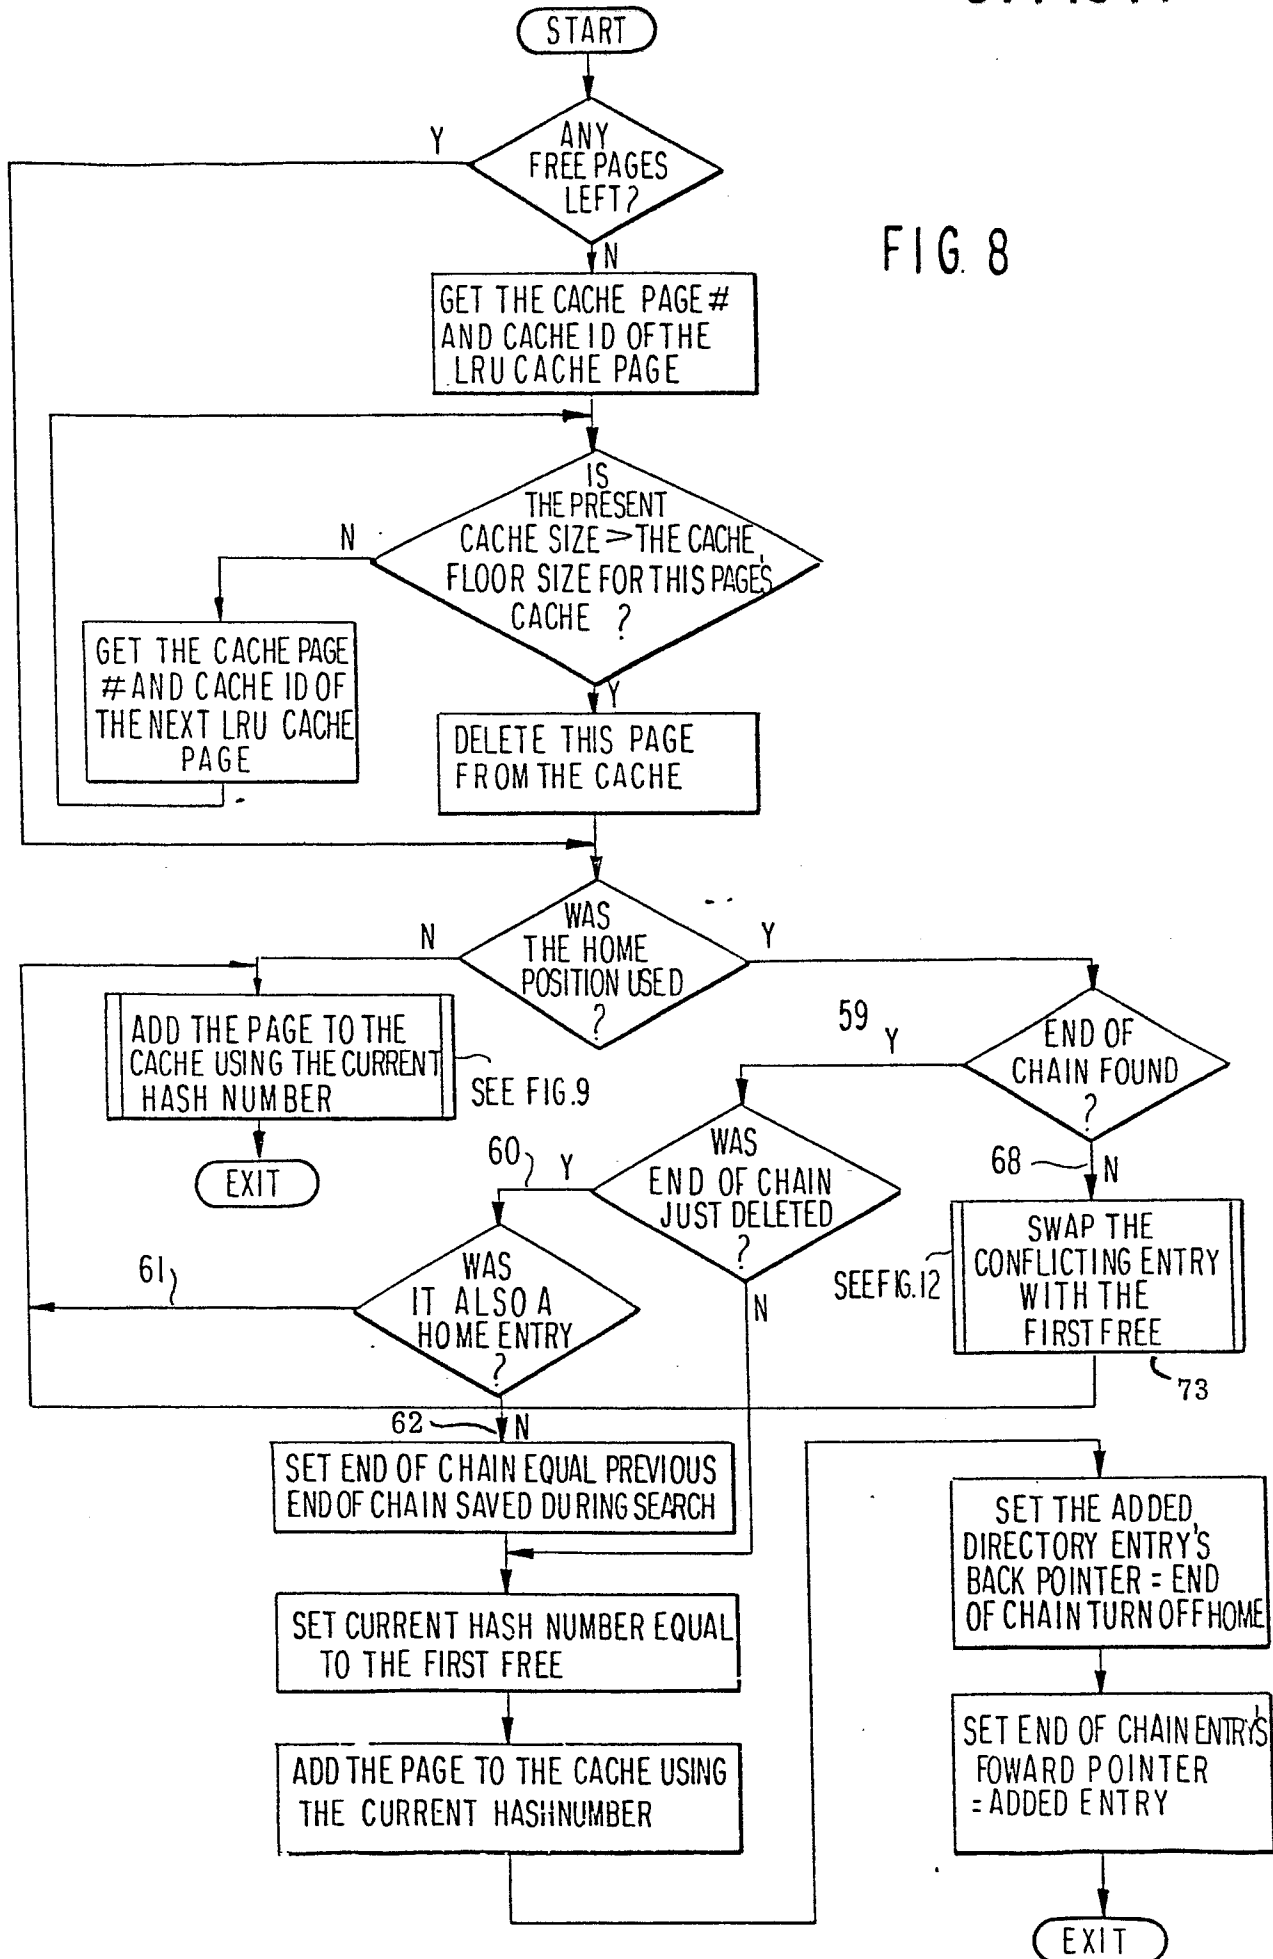 START
ANY
FREE PAGES
LEFT?
Y
N
FIG. 8
GET THE CACHE PAGE #
AND CACHE ID OF THE
LRU CACHE PAGE
IS
THE PRESENT
CACHE SIZE > THE CACHE
FLOOR SIZE FOR THIS PAGE'S
CACHE ?
N
Y
GET THE CACHE PAGE
# AND CACHE ID OF
THE NEXT LRU CACHE
PAGE
DELETE THIS PAGE
FROM THE CACHE
WAS
THE HOME
POSITION USED
?
N
Y
ADD THE PAGE TO THE
CACHE USING THE CURRENT
HASH NUMBER
SEE FIG.9
EXIT
59
Y
END OF
CHAIN FOUND
?
68
N
WAS
END OF CHAIN
JUST DELETED
?
60
Y
N
SWAP THE
CONFLICTING ENTRY
WITH THE
FIRST FREE
SEE FIG.12
73
WAS
IT ALSO A
HOME ENTRY
?
61
62
N
SET END OF CHAIN EQUAL PREVIOUS
END OF CHAIN SAVED DURING SEARCH
SET CURRENT HASH NUMBER EQUAL
TO THE FIRST FREE
ADD THE PAGE TO THE CACHE USING
THE CURRENT HASHNUMBER
SET THE ADDED
DIRECTORY ENTRY'S
BACK POINTER = END
OF CHAIN TURN OFF HOME
SET END OF CHAIN ENTRY'S
FOWARD POINTER
= ADDED ENTRY
EXIT